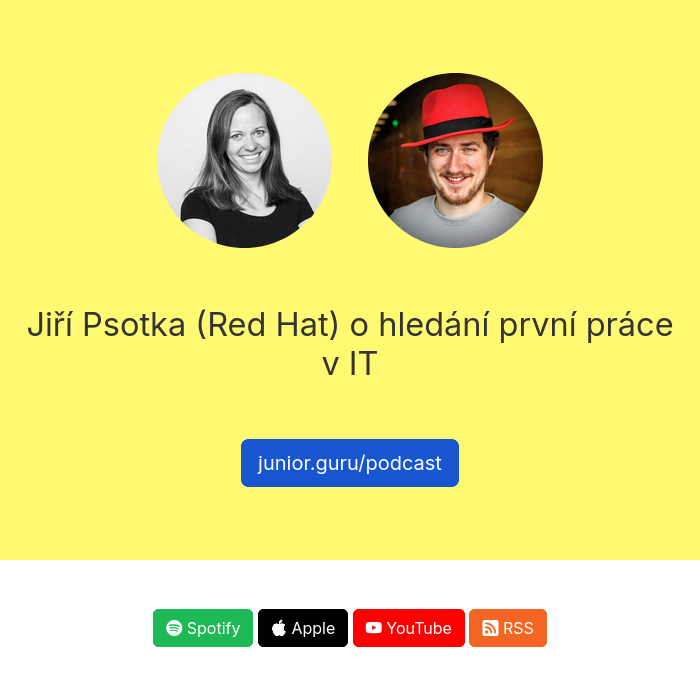 Jiří Psotka (Red Hat) o hledání první práce
v IT
junior.guru/podcast
Spotify
Apple
YouTube
RSS